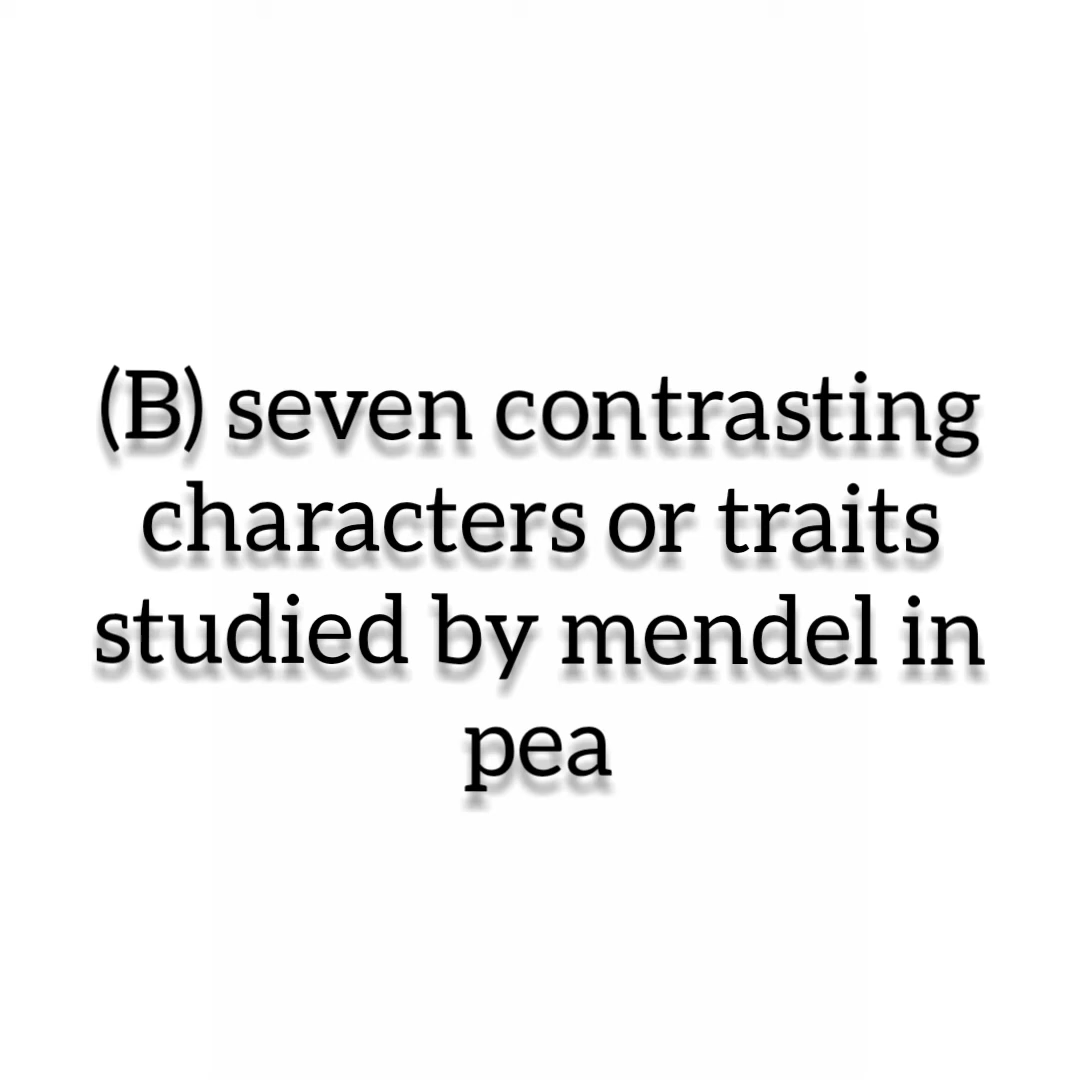 (B) seven contrasting
characters or traits
studied by mendel in
pea